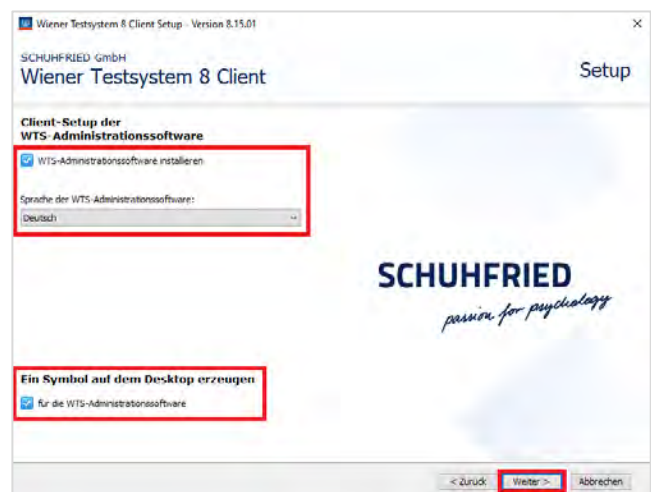 Wiener Testsystem 8 Client Setup - Version 8.15.01
SCHUHFRIED GmbH
Wiener Testsystem 8 Client
Setup
Client-Setup der
WTS-Administrationssoftware
WTS-Administrationssoftware installieren
Sprache der WTS-Administrationssoftware:
Deutsch
SCHUHFRIED
passion for psychology
Ein Symbol auf dem Desktop erzeugen
für die WTS-Administrationssoftware
< Zurück
Weiter >
Abbrechen